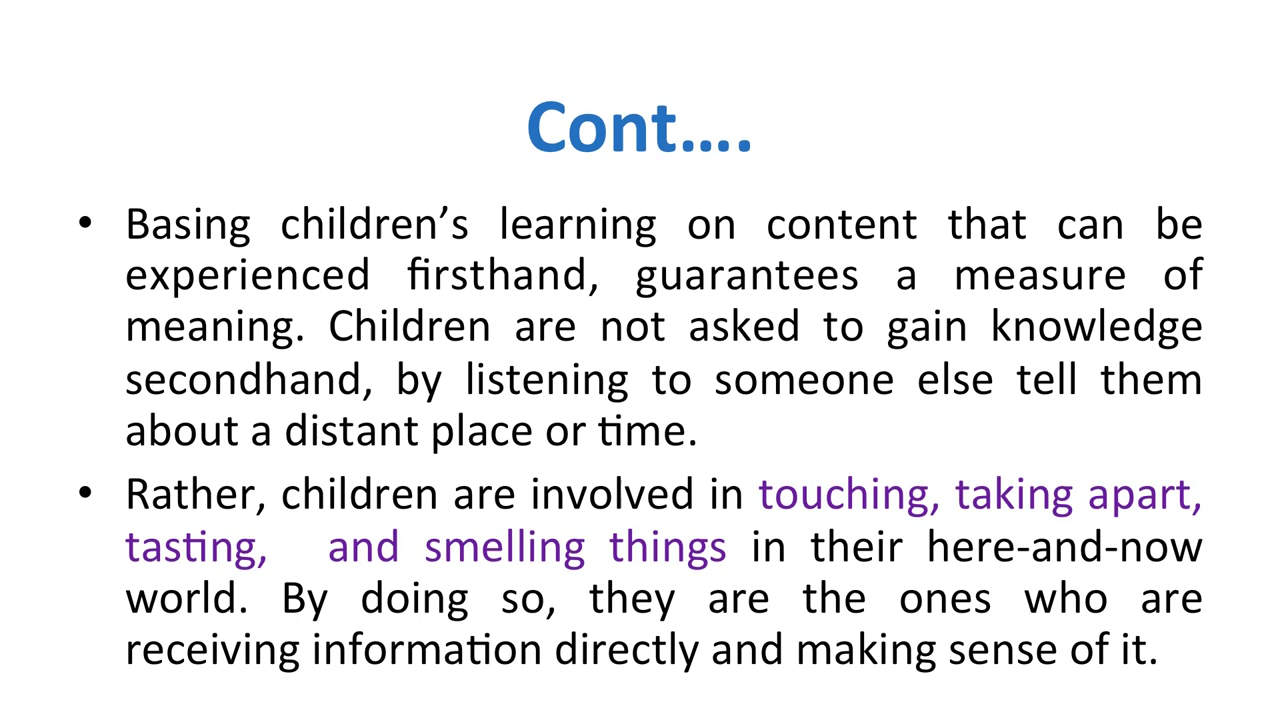 Cont….
• Basing children’s learning on content that can be
experienced firsthand, guarantees a measure of
meaning. Children are not asked to gain knowledge
secondhand, by listening to someone else tell them
about a distant place or time.
• Rather, children are involved in touching, taking apart,
tasting, and smelling things in their here-and-now
world. By doing so, they are the ones who are
receiving information directly and making sense of it.